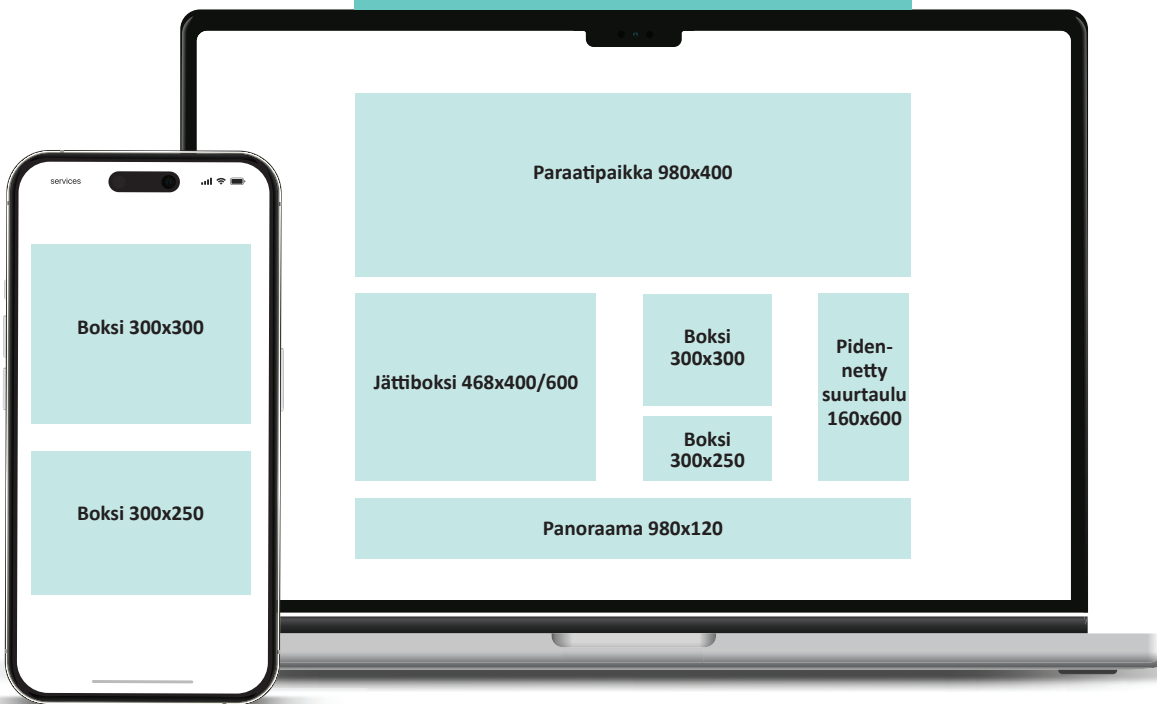 services
Boksi 300x300
Boksi 300x250
Paraatipaikka 980x400
Jättiboksi 468x400/600
Boksi
300x300
Boksi
300x250
Piden-
netty
suurtaulu
160x600
Panoraama 980x120